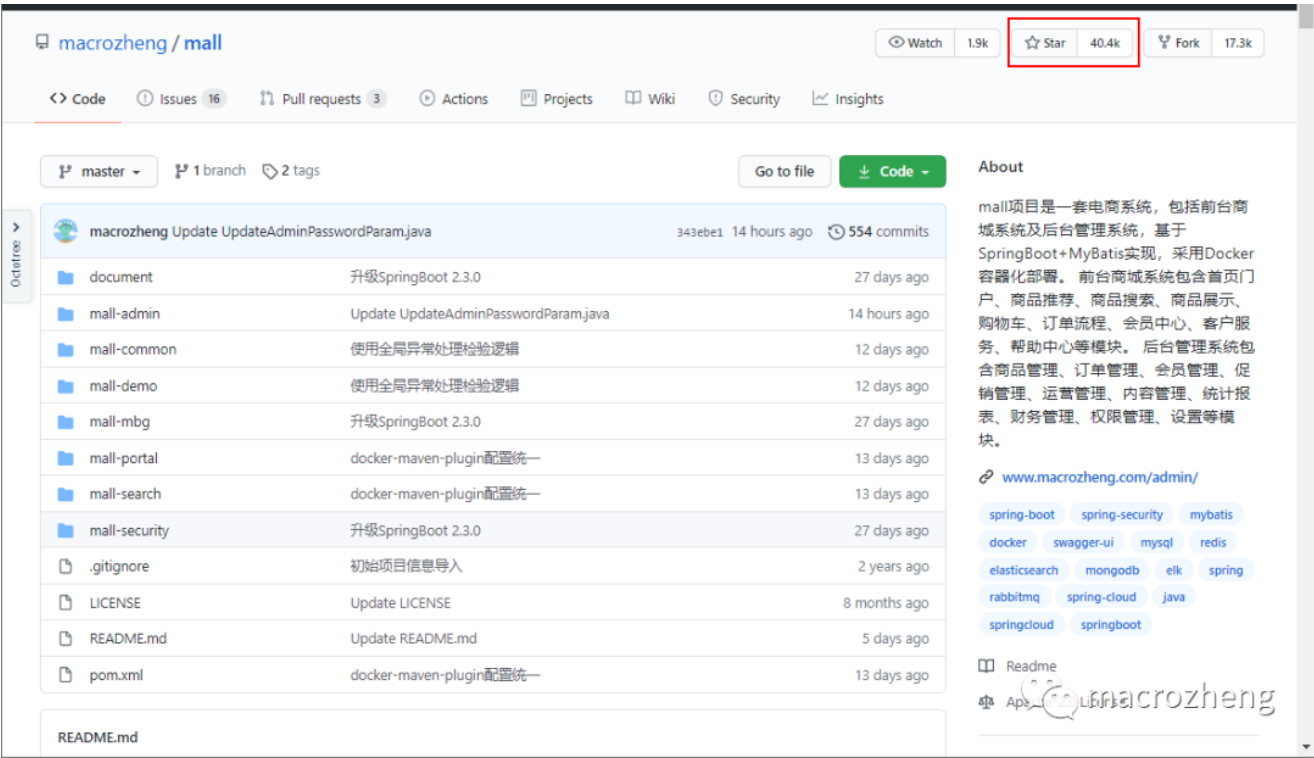 macrozheng / mall
Watch 1.9k Star 40.4k Fork 17.3k
Code Issues 16 Pull requests 3 Actions Projects Wiki Security Insights
master 1 branch 2 tags Go to file Code
Octotree
macrozheng Update UpdateAdminPasswordParam.java 343ebe1 14 hours ago 554 commits
document 升级SpringBoot 2.3.0 27 days ago
mall-admin Update UpdateAdminPasswordParam.java 14 hours ago
mall-common 使用全局异常处理检验逻辑 12 days ago
mall-demo 使用全局异常处理检验逻辑 12 days ago
mall-mbg 升级SpringBoot 2.3.0 27 days ago
mall-portal docker-maven-plugin配置统一 13 days ago
mall-search docker-maven-plugin配置统一 13 days ago
mall-security 升级SpringBoot 2.3.0 27 days ago
.gitignore 初始项目信息导入 2 years ago
LICENSE Update LICENSE 8 months ago
README.md Update README.md 5 days ago
pom.xml docker-maven-plugin配置统一 13 days ago
README.md
About
mall项目是一套电商系统，包括前台商
城系统及后台管理系统，基于
SpringBoot+MyBatis实现，采用Docker
容器化部署。 前台商城系统包含首页门
户、商品推荐、商品搜索、商品展示、
购物车、订单流程、会员中心、客户服
务、帮助中心等模块。 后台管理系统包
含商品管理、订单管理、会员管理、促
销管理、运营管理、内容管理、统计报
表、财务管理、权限管理、设置等模
块。
www.macrozheng.com/admin/
spring-boot spring-security mybatis
docker swagger-ui mysql redis
elasticsearch mongodb elk spring
rabbitmq spring-cloud java
springcloud springboot
Readme
macrozheng